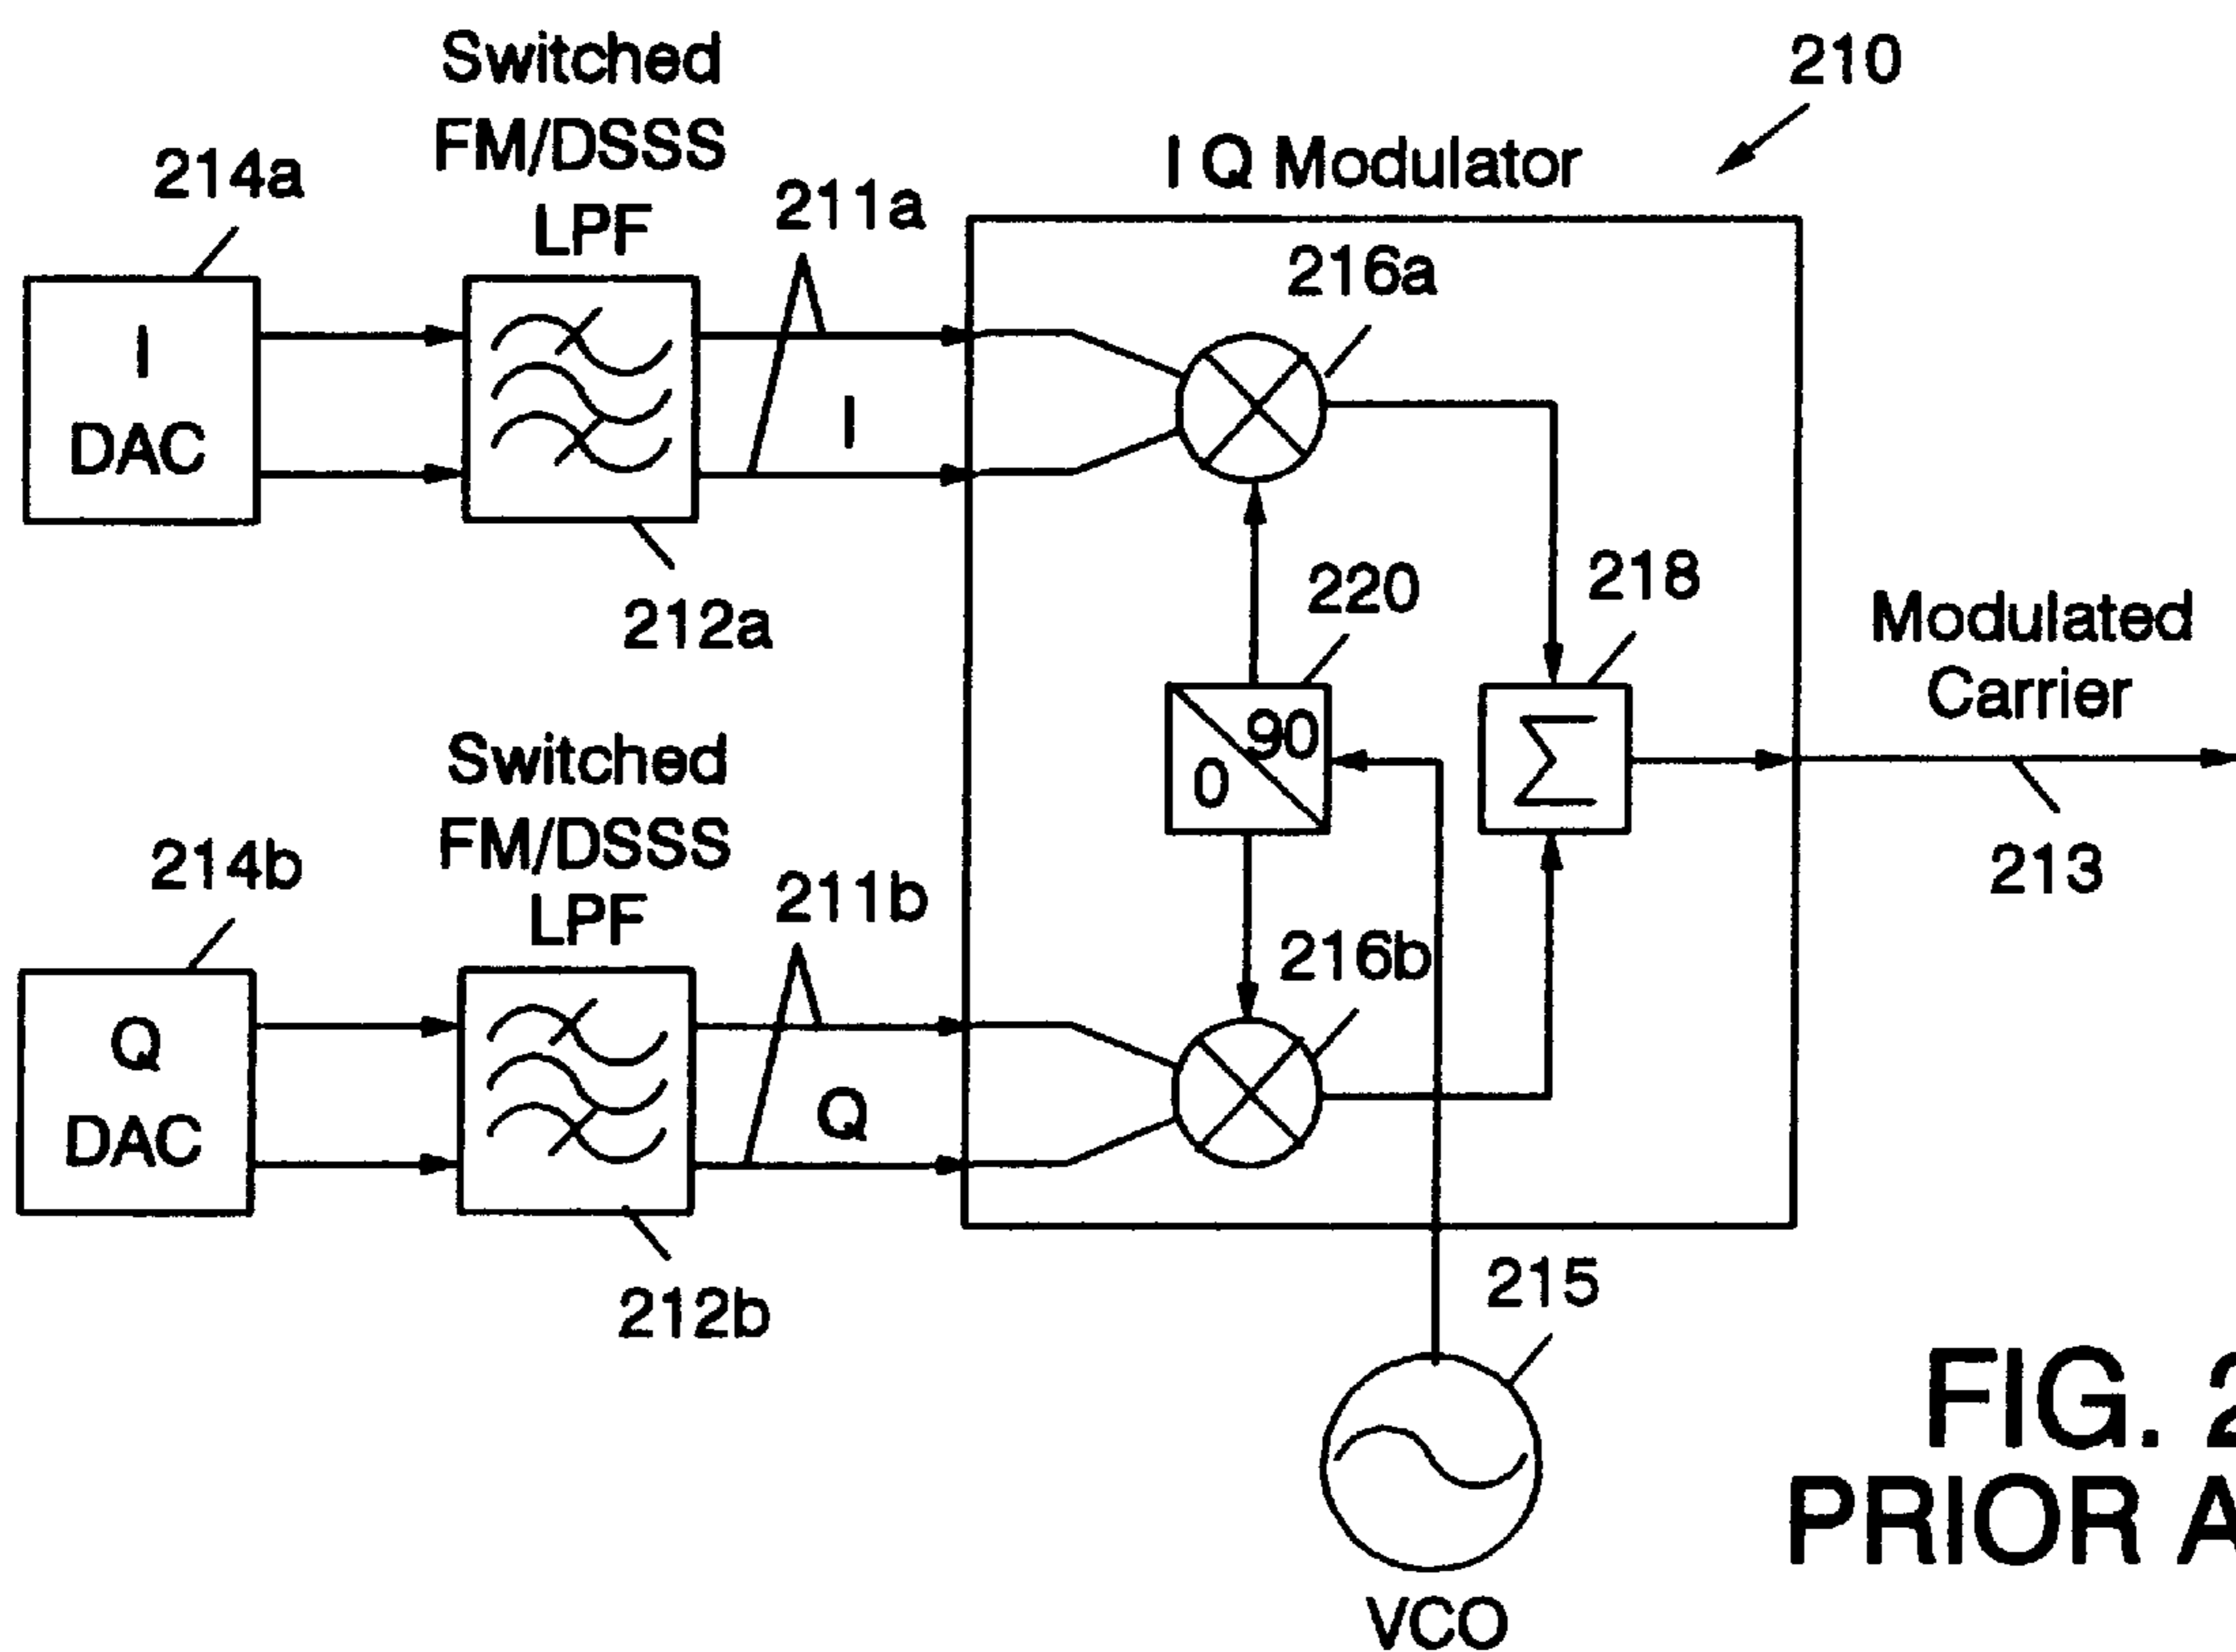 210
Switched
FM/DSSS
LPF
214a
211a
I Q Modulator
216a
I
DAC
I
212a
220
218
Modulated
Carrier
90
0
Σ
213
Switched
FM/DSSS
LPF
214b
211b
216b
Q
DAC
Q
212b
215
VCO
FIG. 2
PRIOR A